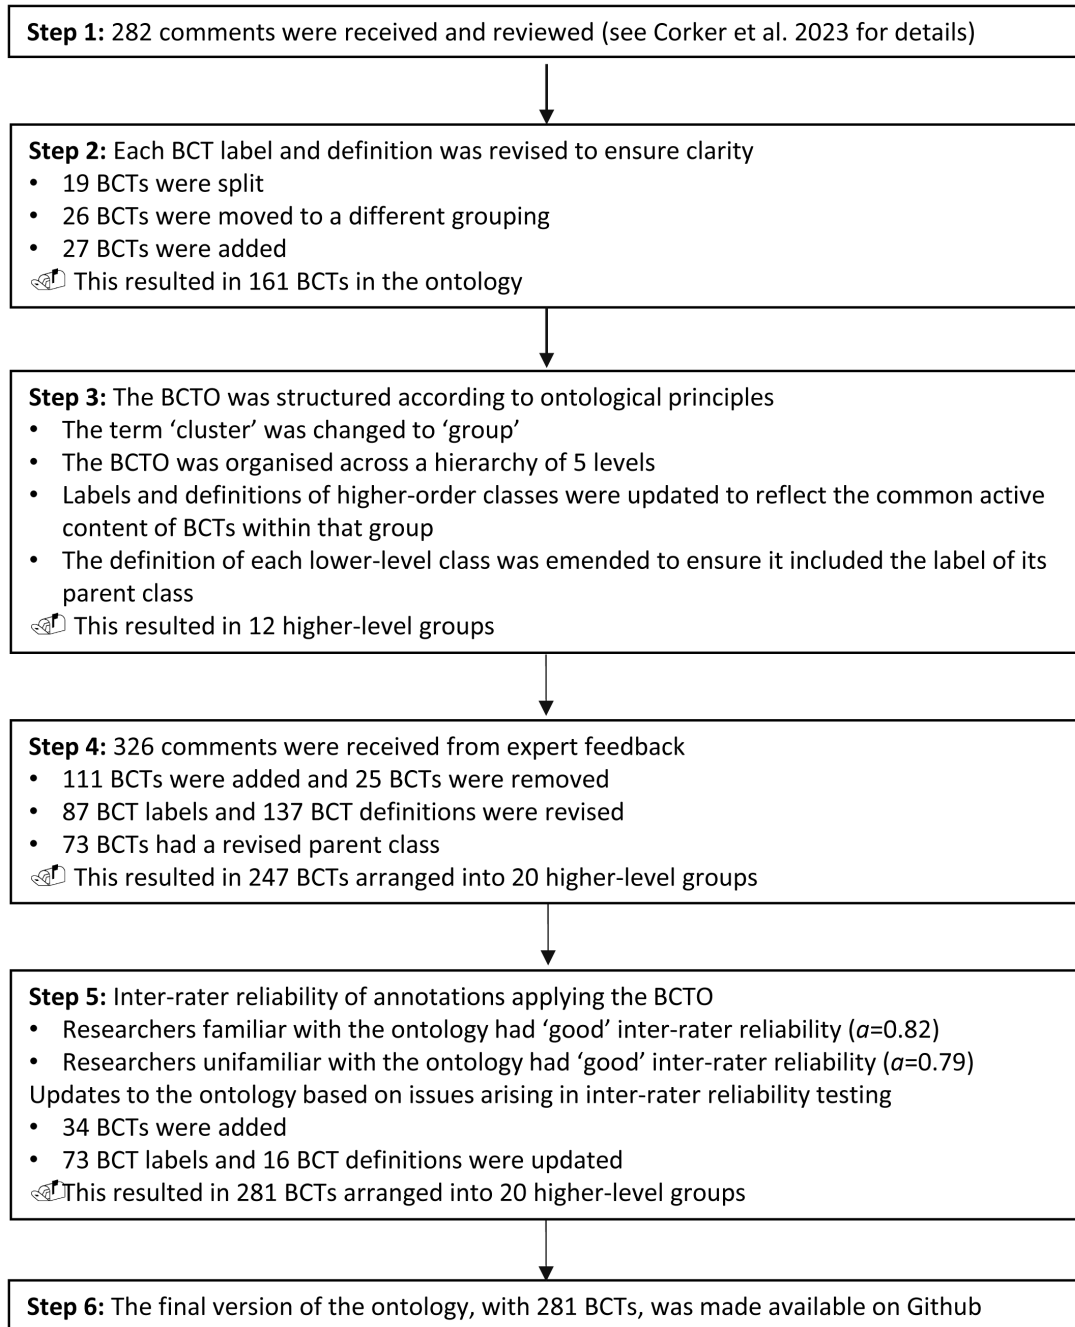 Step 1: 282 comments were received and reviewed (see Corker et al. 2023 for details)
Step 2: Each BCT label and definition was revised to ensure clarity
• 19 BCTs were split
• 26 BCTs were moved to a different grouping
• 27 BCTs were added
This resulted in 161 BCTs in the ontology
Step 3: The BCTO was structured according to ontological principles
• The term ‘cluster’ was changed to ‘group’
• The BCTO was organised across a hierarchy of 5 levels
• Labels and definitions of higher-order classes were updated to reflect the common active
content of BCTs within that group
• The definition of each lower-level class was emended to ensure it included the label of its
parent class
This resulted in 12 higher-level groups
Step 4: 326 comments were received from expert feedback
• 111 BCTs were added and 25 BCTs were removed
• 87 BCT labels and 137 BCT definitions were revised
• 73 BCTs had a revised parent class
This resulted in 247 BCTs arranged into 20 higher-level groups
Step 5: Inter-rater reliability of annotations applying the BCTO
• Researchers familiar with the ontology had ‘good’ inter-rater reliability (a=0.82)
• Researchers unifamiliar with the ontology had ‘good’ inter-rater reliability (a=0.79)
Updates to the ontology based on issues arising in inter-rater reliability testing
• 34 BCTs were added
• 73 BCT labels and 16 BCT definitions were updated
This resulted in 281 BCTs arranged into 20 higher-level groups
Step 6: The final version of the ontology, with 281 BCTs, was made available on Github